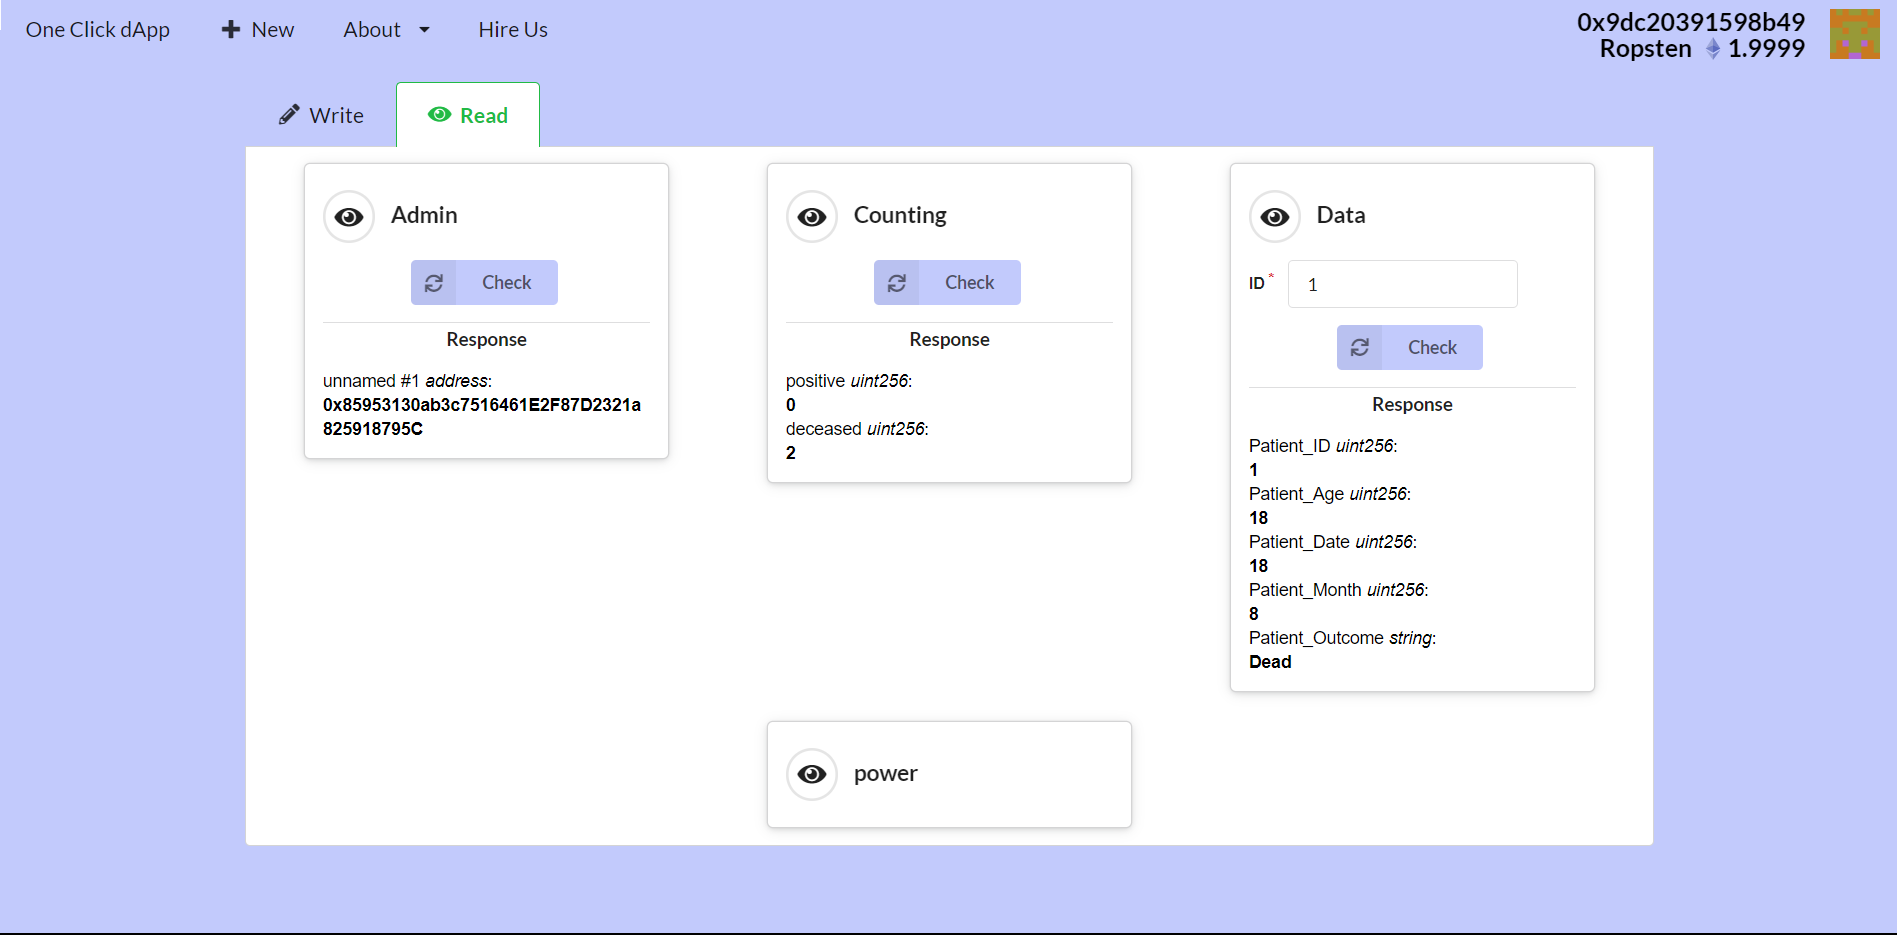 One Click dApp
New
About
Hire Us
0x9dc20391598b49
Ropsten 1.9999
Write
Read
Admin
Check
Response
unnamed #1 address:
0x85953130ab3c7516461E2F87D2321a
825918795C
Counting
Check
Response
positive uint256:
0
deceased uint256:
2
Data
ID *
1
Check
Response
Patient_ID uint256:
1
Patient_Age uint256:
18
Patient_Date uint256:
18
Patient_Month uint256:
8
Patient_Outcome string:
Dead
power